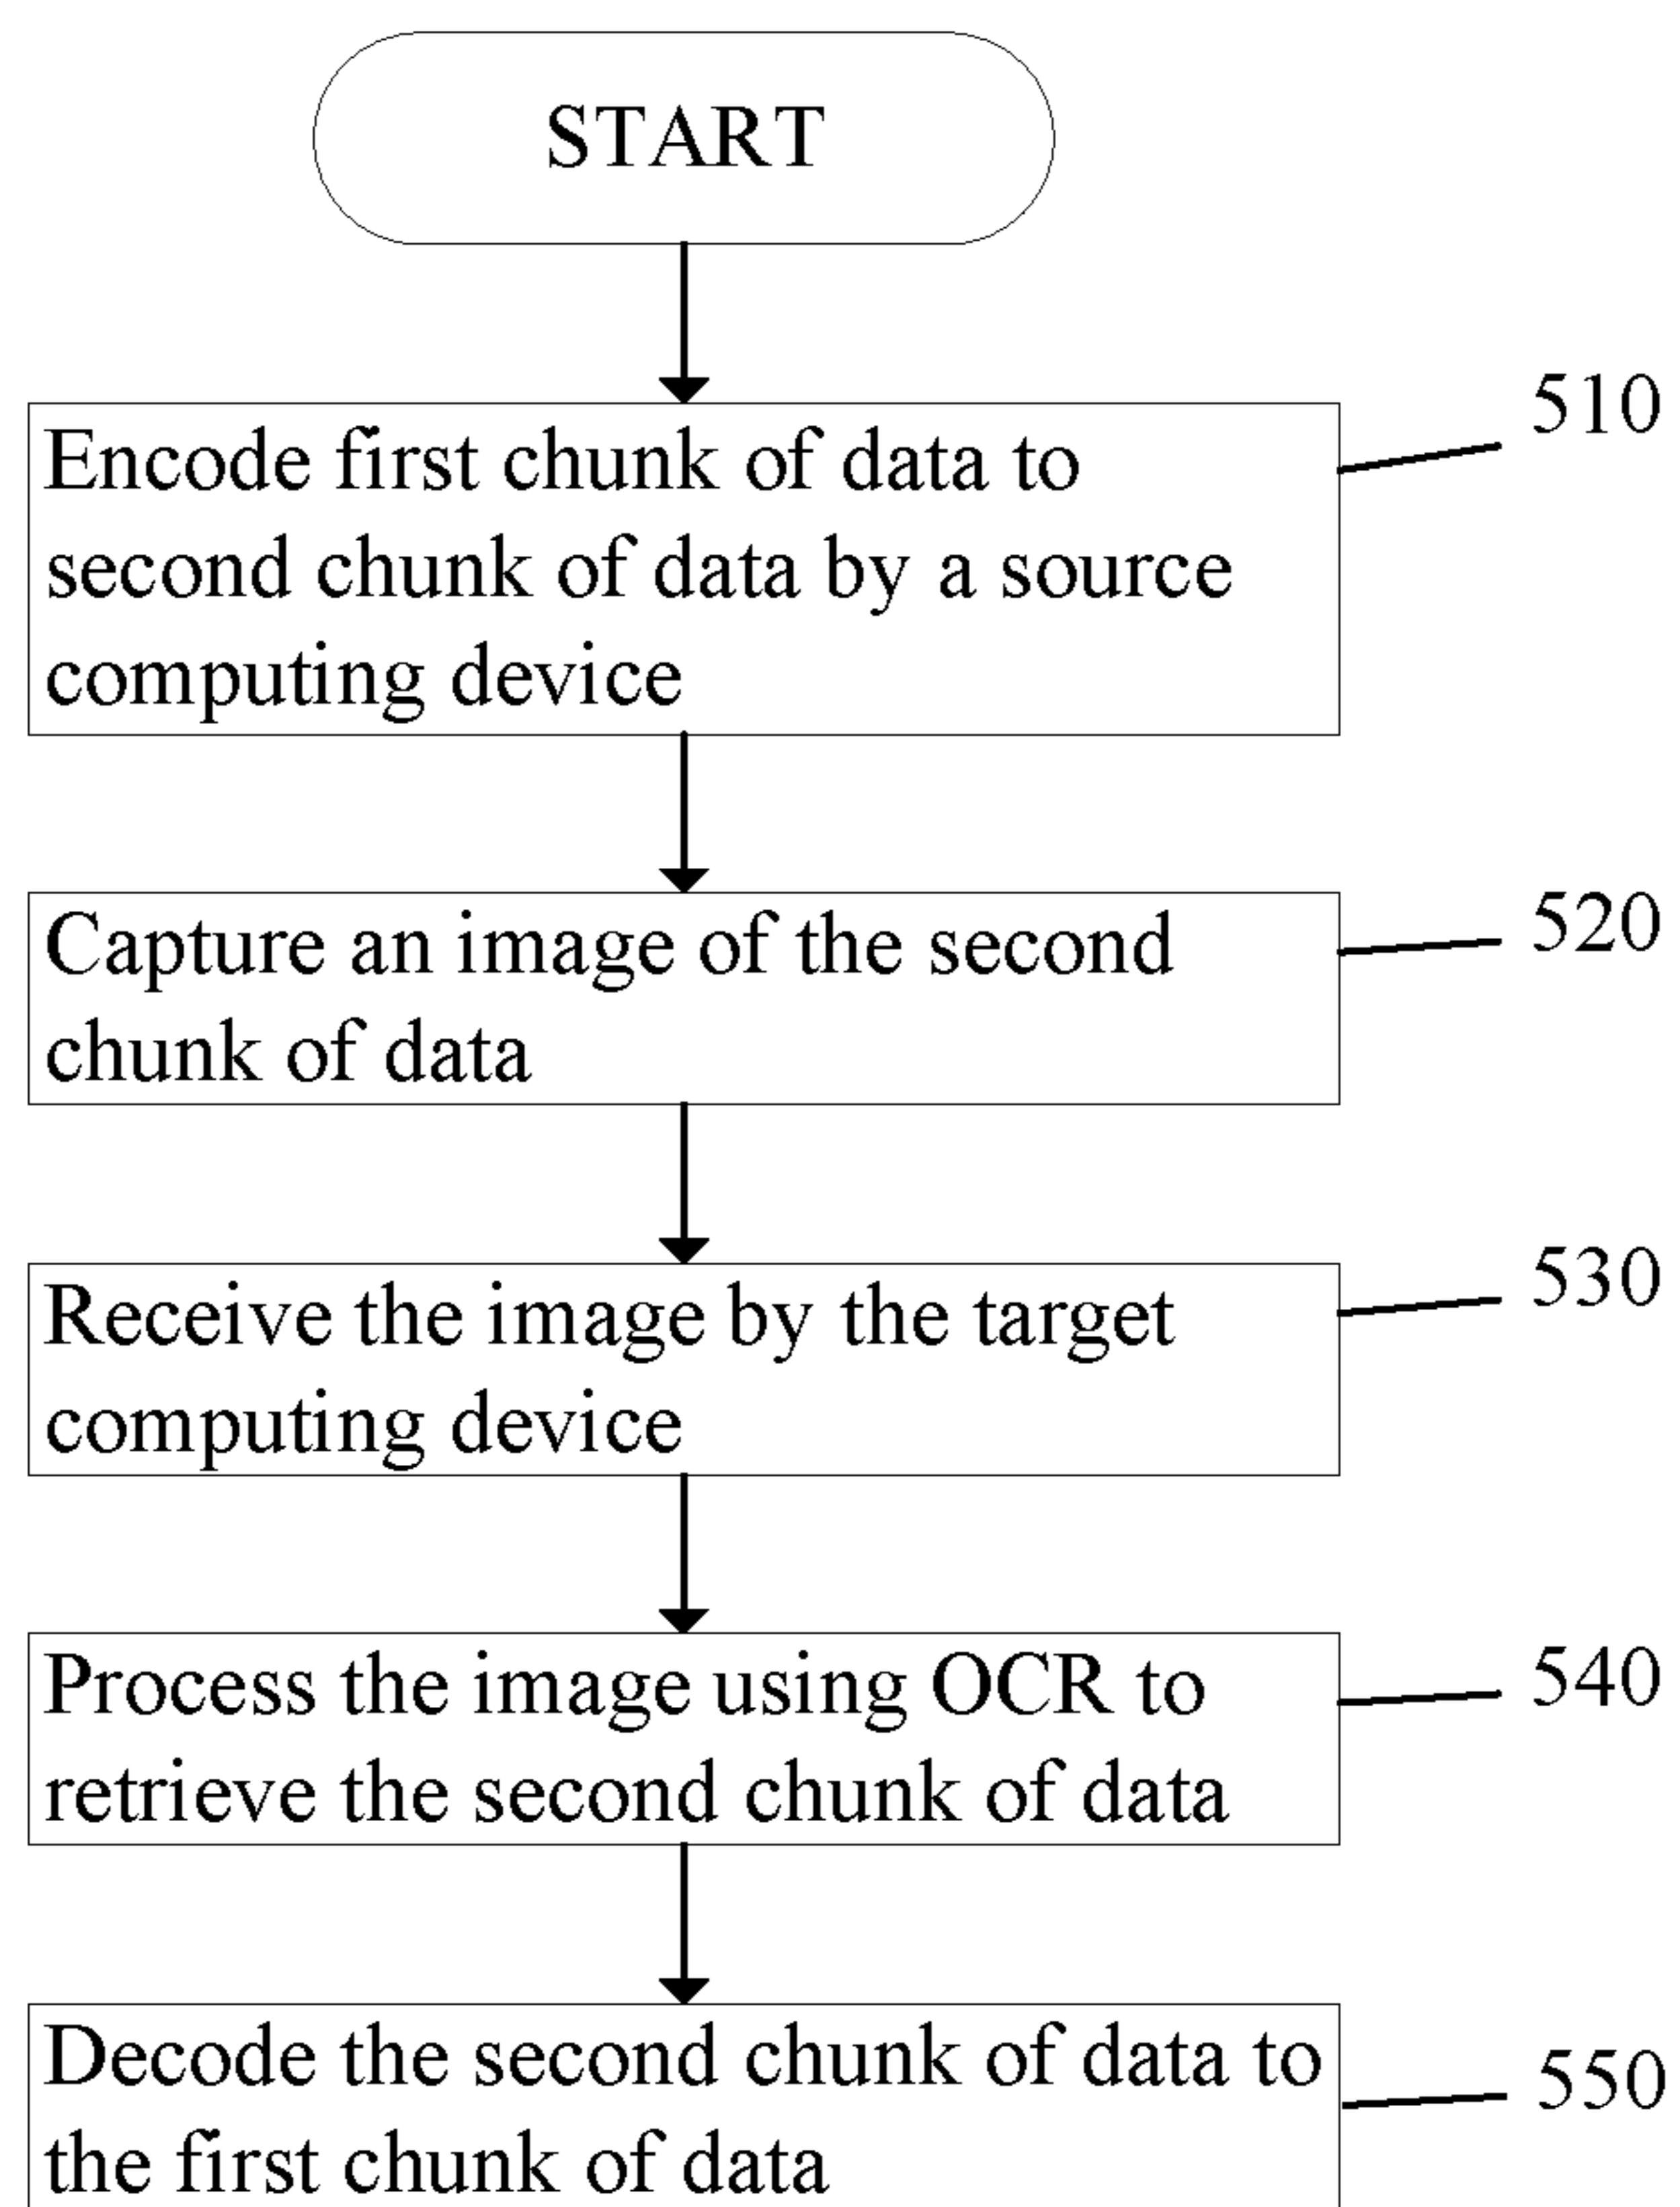 START
510
Encode first chunk of data to
second chunk of data by a source
computing device
520
Capture an image of the second
chunk of data
530
Receive the image by the target
computing device
540
Process the image using OCR to
retrieve the second chunk of data
550
Decode the second chunk of data to
the first chunk of data